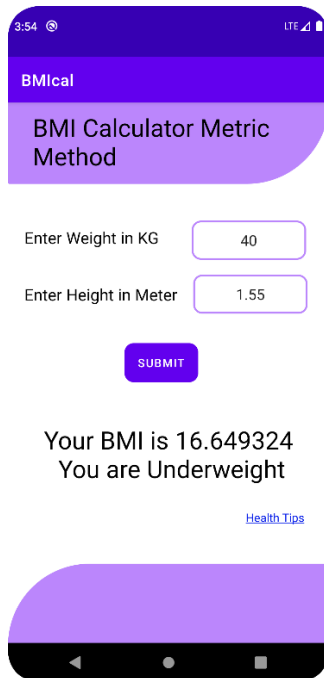 3:54 LTE
BMIcal
BMI Calculator Metric
Method
Enter Weight in KG 40
Enter Height in Meter 1.55
SUBMIT
Your BMI is 16.649324
You are Underweight
Health Tips